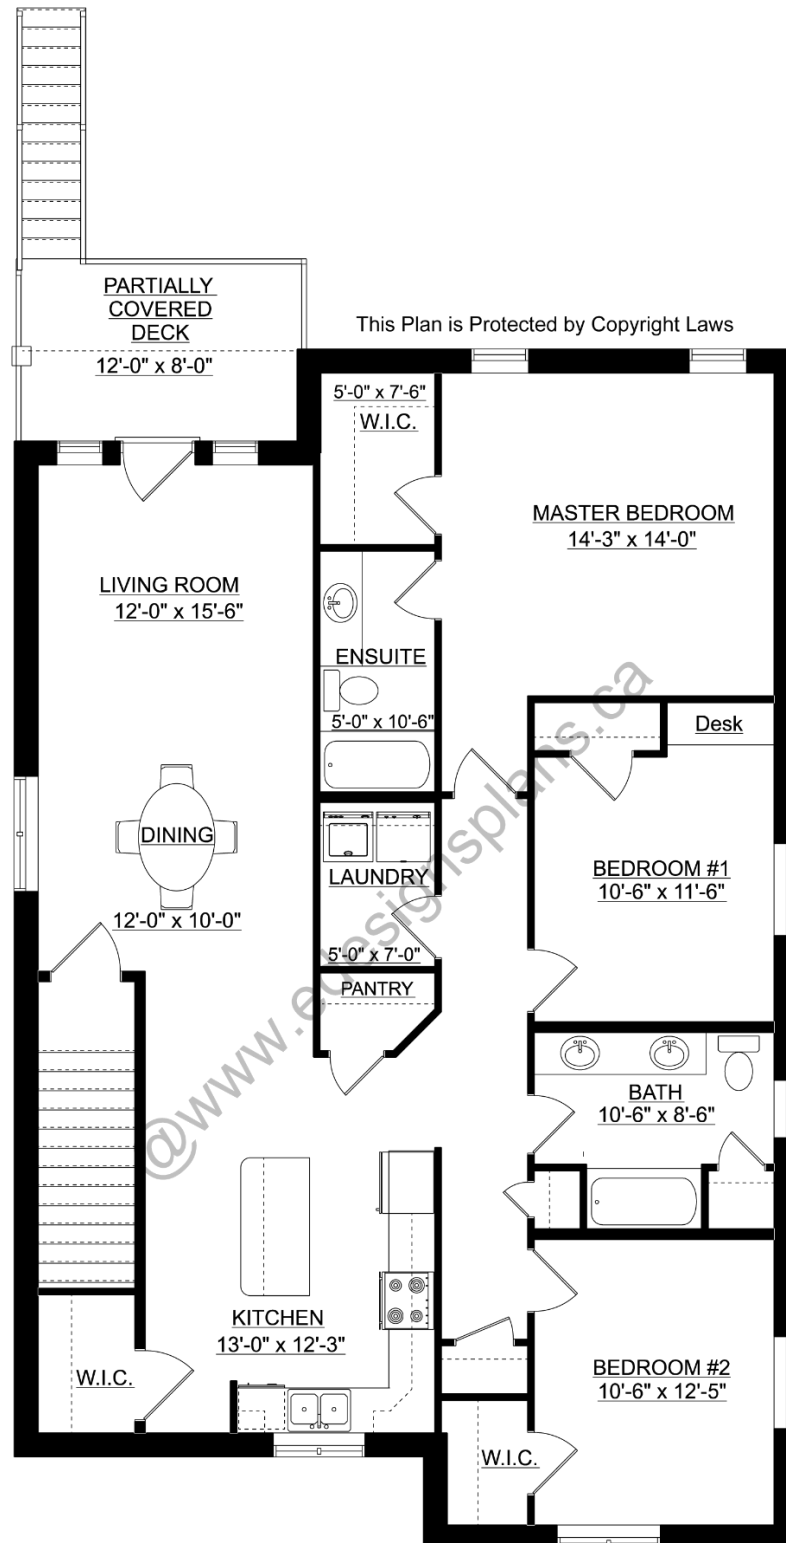 PARTIALLY
COVERED
DECK
12'-0" x 8'-0"
This Plan is Protected by Copyright Laws
5'-0" x 7'-6"
W.I.C.
MASTER BEDROOM
14'-3" x 14'-0"
LIVING ROOM
12'-0" x 15'-6"
ENSUITE
5'-0" x 10'-6"
Desk
DINING
12'-0" x 10'-0"
LAUNDRY
5'-0" x 7'-0"
BEDROOM #1
10'-6" x 11'-6"
PANTRY
BATH
10'-6" x 8'-6"
KITCHEN
13'-0" x 12'-3"
W.I.C.
BEDROOM #2
10'-6" x 12'-5"
W.I.C.
@www.edesignsplans.ca